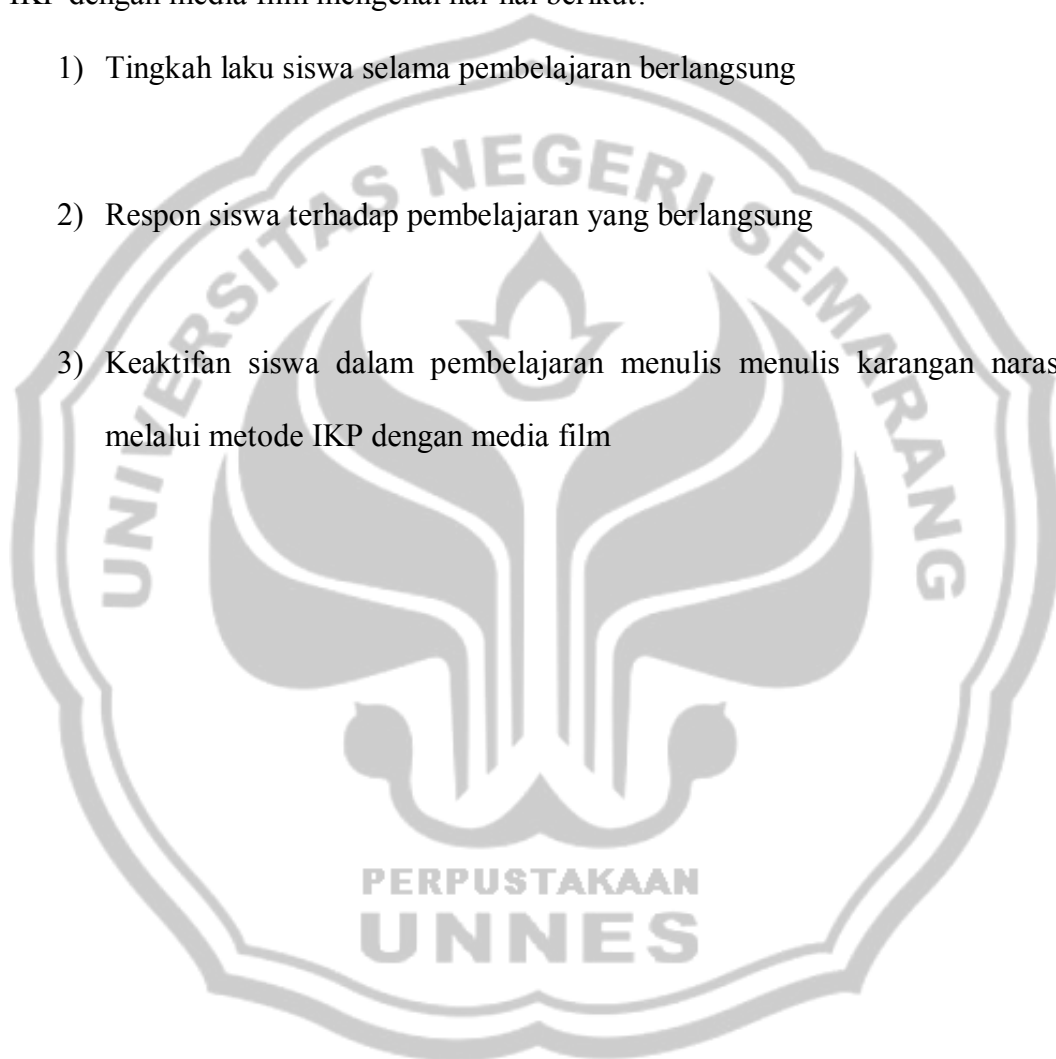 IKP dengan media film mengenai hal-hal berikut?
1) Tingkah laku siswa selama pembelajaran berlangsung
2) Respon siswa terhadap pembelajaran yang berlangsung
3) Keaktifan siswa dalam pembelajaran menulis menulis karangan naras
melalui metode IKP dengan media film
UNIVERSITAS NEGERI SEMARANG
PERPUSTAKAAN
UNNES